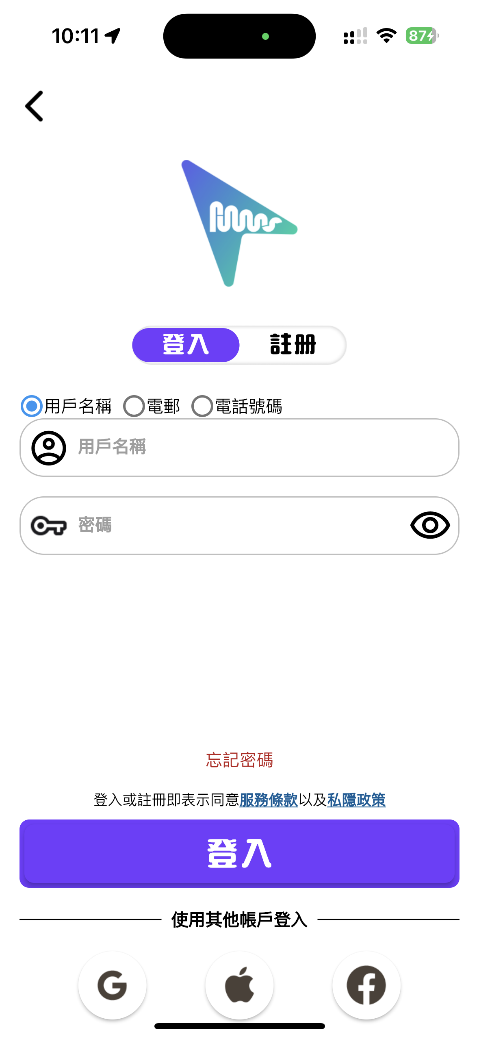 10:11
87
登入
註册
用戶名稱
電郵
電話號碼
用戶名稱
密碼
忘記密碼
登入或註冊即表示同意服務條款以及私隱政策
登入
使用其他帳戶登入